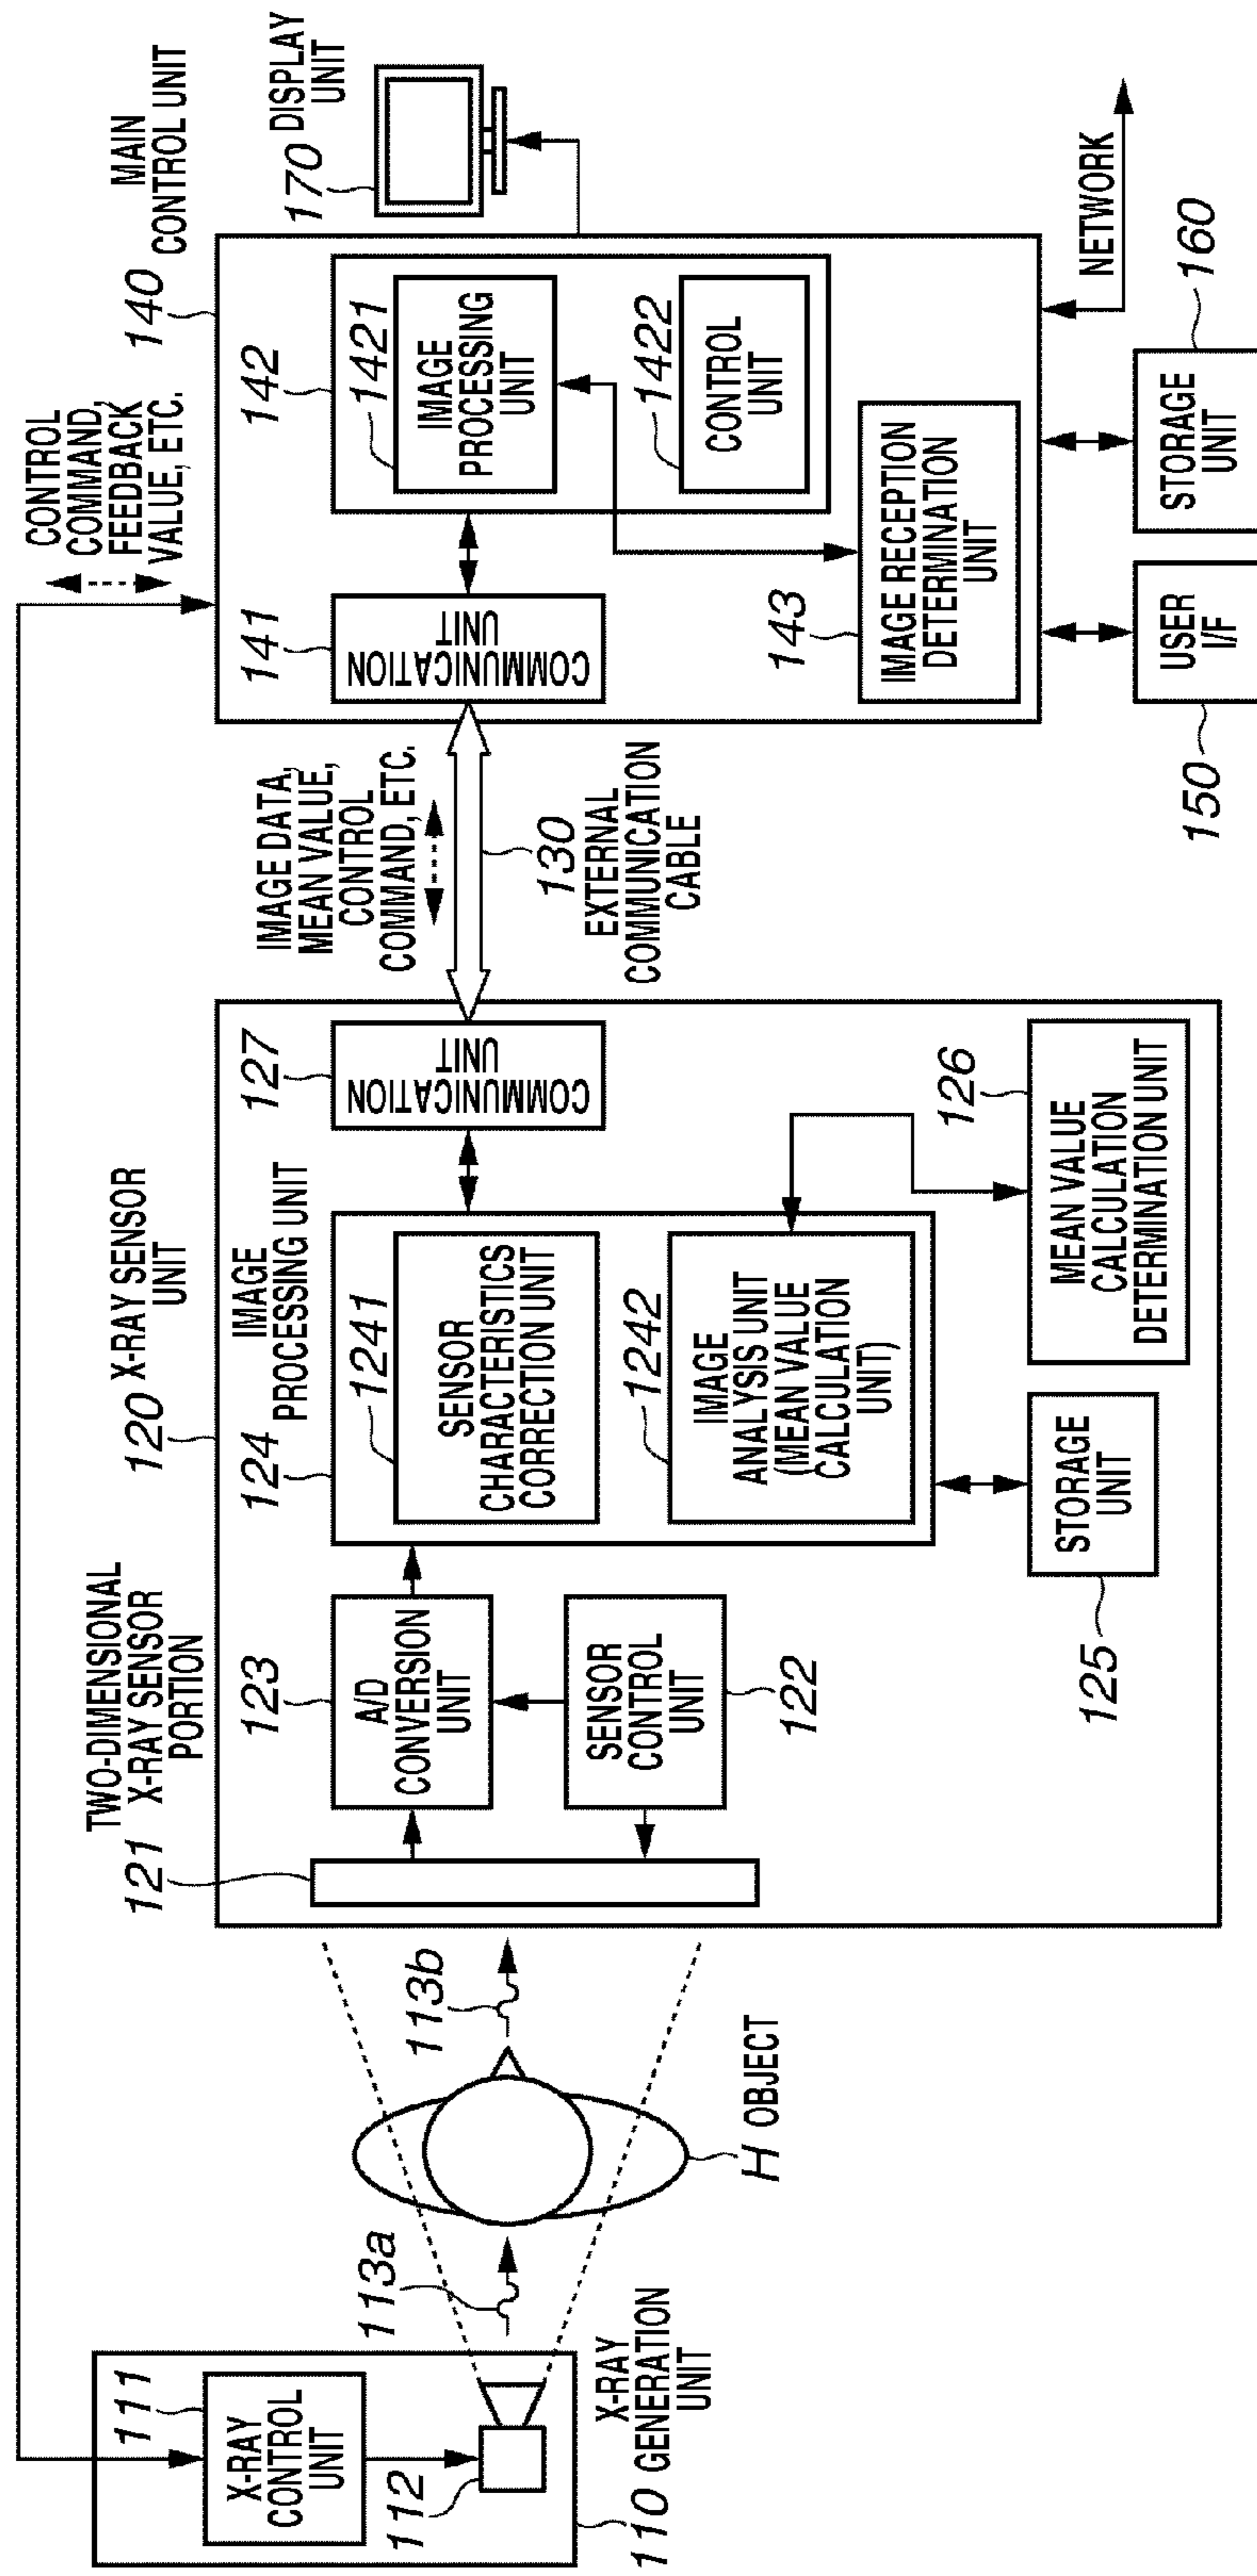 CONTROL
COMMAND,
FEEDBACK
VALUE, ETC.
111
X-RAY
CONTROL
UNIT
112
110 X-RAY
GENERATION
UNIT
113a
H OBJECT
113b
TWO-DIMENSIONAL
121 X-RAY SENSOR
PORTION
120 X-RAY SENSOR
UNIT
123
A/D
CONVERSION
UNIT
SENSOR
CONTROL
UNIT
122
124 IMAGE
PROCESSING UNIT
1241
SENSOR
CHARACTERISTICS
CORRECTION UNIT
1242
IMAGE
ANALYSIS UNIT
(MEAN VALUE
CALCULATION
UNIT)
127
COMMUNICATION
UNIT
STORAGE
UNIT
125
126
MEAN VALUE
CALCULATION
DETERMINATION UNIT
IMAGE DATA,
MEAN VALUE,
CONTROL
COMMAND, ETC.
130
EXTERNAL
COMMUNICATION
CABLE
140 MAIN
CONTROL UNIT
141
COMMUNICATION
UNIT
142
1421
IMAGE
PROCESSING
UNIT
1422
CONTROL
UNIT
143
IMAGE RECEPTION
DETERMINATION
UNIT
170 DISPLAY
UNIT
NETWORK
USER
I/F
150
STORAGE
UNIT
160